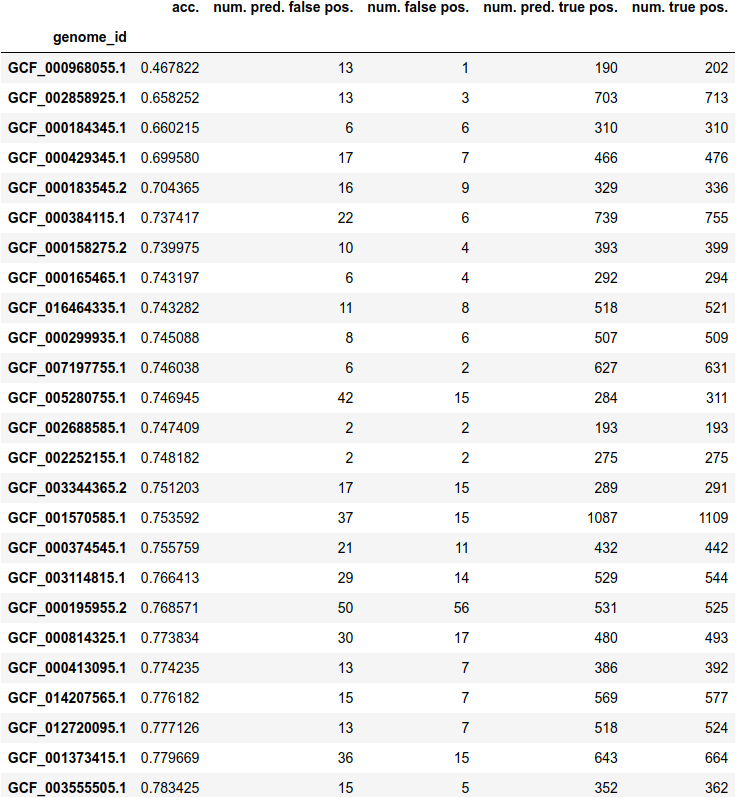 acc. num. pred. false pos. num. false pos. num. pred. true pos. num. true pos.
genome_id
GCF_000968055.1 0.467822 13 1 190 202
GCF_002858925.1 0.658252 13 3 703 713
GCF_000184345.1 0.660215 6 6 310 310
GCF_000429345.1 0.699580 17 7 466 476
GCF_000183545.2 0.704365 16 9 329 336
GCF_000384115.1 0.737417 22 6 739 755
GCF_000158275.2 0.739975 10 4 393 399
GCF_000165465.1 0.743197 6 4 292 294
GCF_016464335.1 0.743282 11 8 518 521
GCF_000299935.1 0.745088 8 6 507 509
GCF_007197755.1 0.746038 6 2 627 631
GCF_005280755.1 0.746945 42 15 284 311
GCF_002688585.1 0.747409 2 2 193 193
GCF_002252155.1 0.748182 2 2 275 275
GCF_003344365.2 0.751203 17 15 289 291
GCF_001570585.1 0.753592 37 15 1087 1109
GCF_000374545.1 0.755759 21 11 432 442
GCF_003114815.1 0.766413 29 14 529 544
GCF_000195955.2 0.768571 50 56 531 525
GCF_000814325.1 0.773834 30 17 480 493
GCF_000413095.1 0.774235 13 7 386 392
GCF_014207565.1 0.776182 15 7 569 577
GCF_012720095.1 0.777126 13 7 518 524
GCF_001373415.1 0.779669 36 15 643 664
GCF_003555505.1 0.783425 15 5 352 362